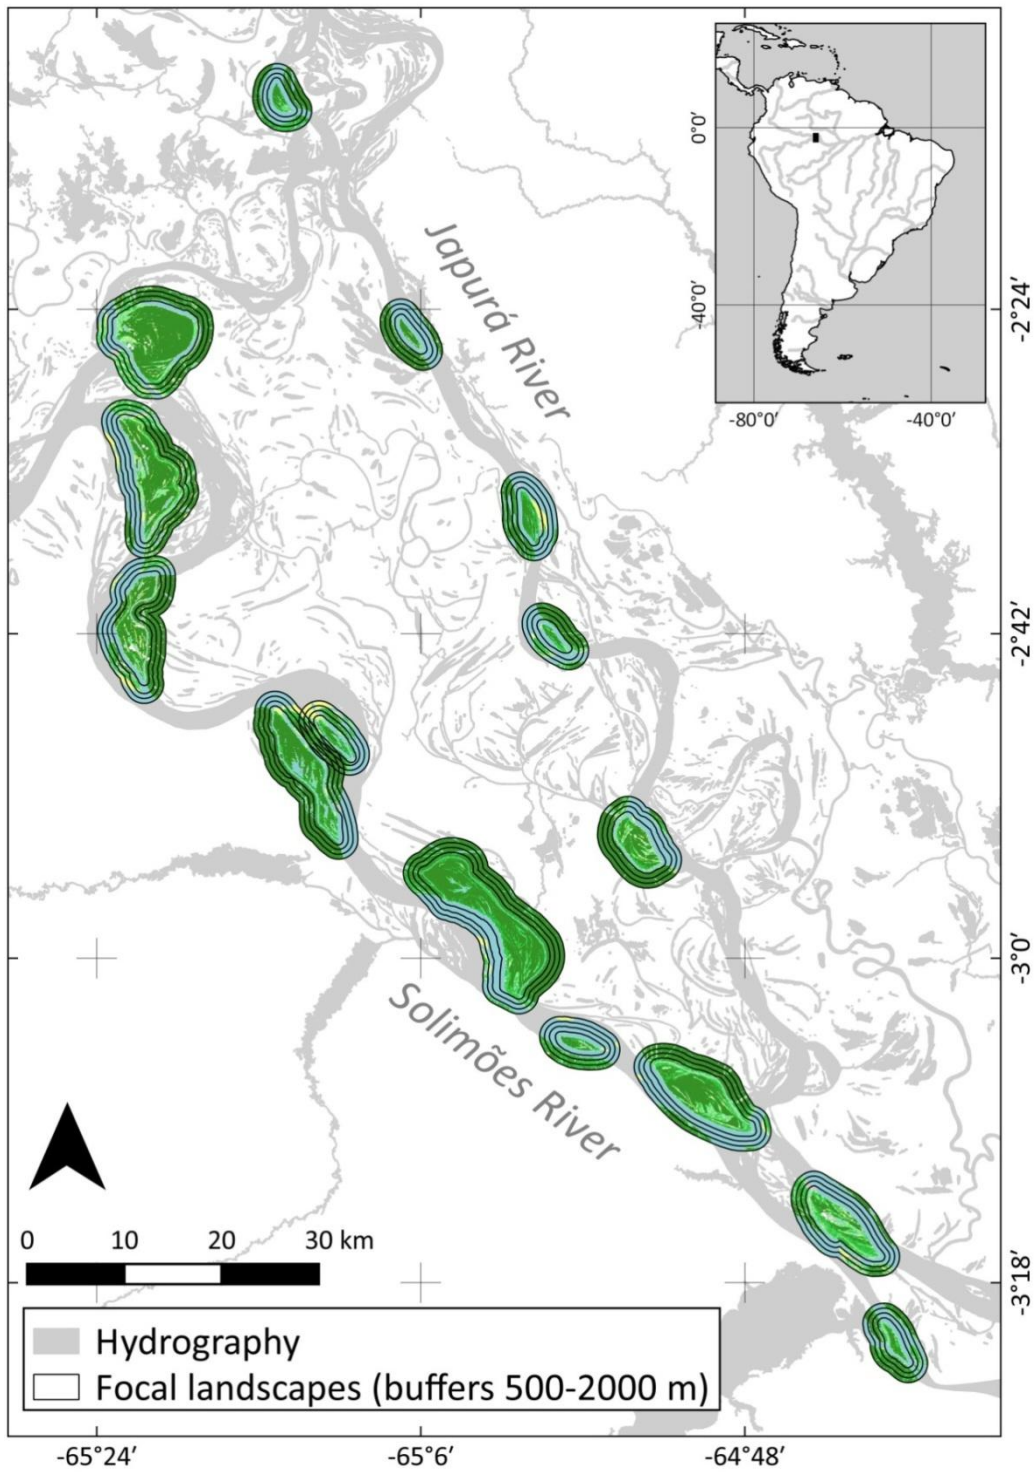 0°0′
-40°0′
-80°0′
-40°0′
Japurá River
-2°24′
-2°42′
-3°0′
Solimões River
0
10
20
30 km
-3°18′
Hydrography
Focal landscapes (buffers 500-2000 m)
-65°24′
-65°6′
-64°48′